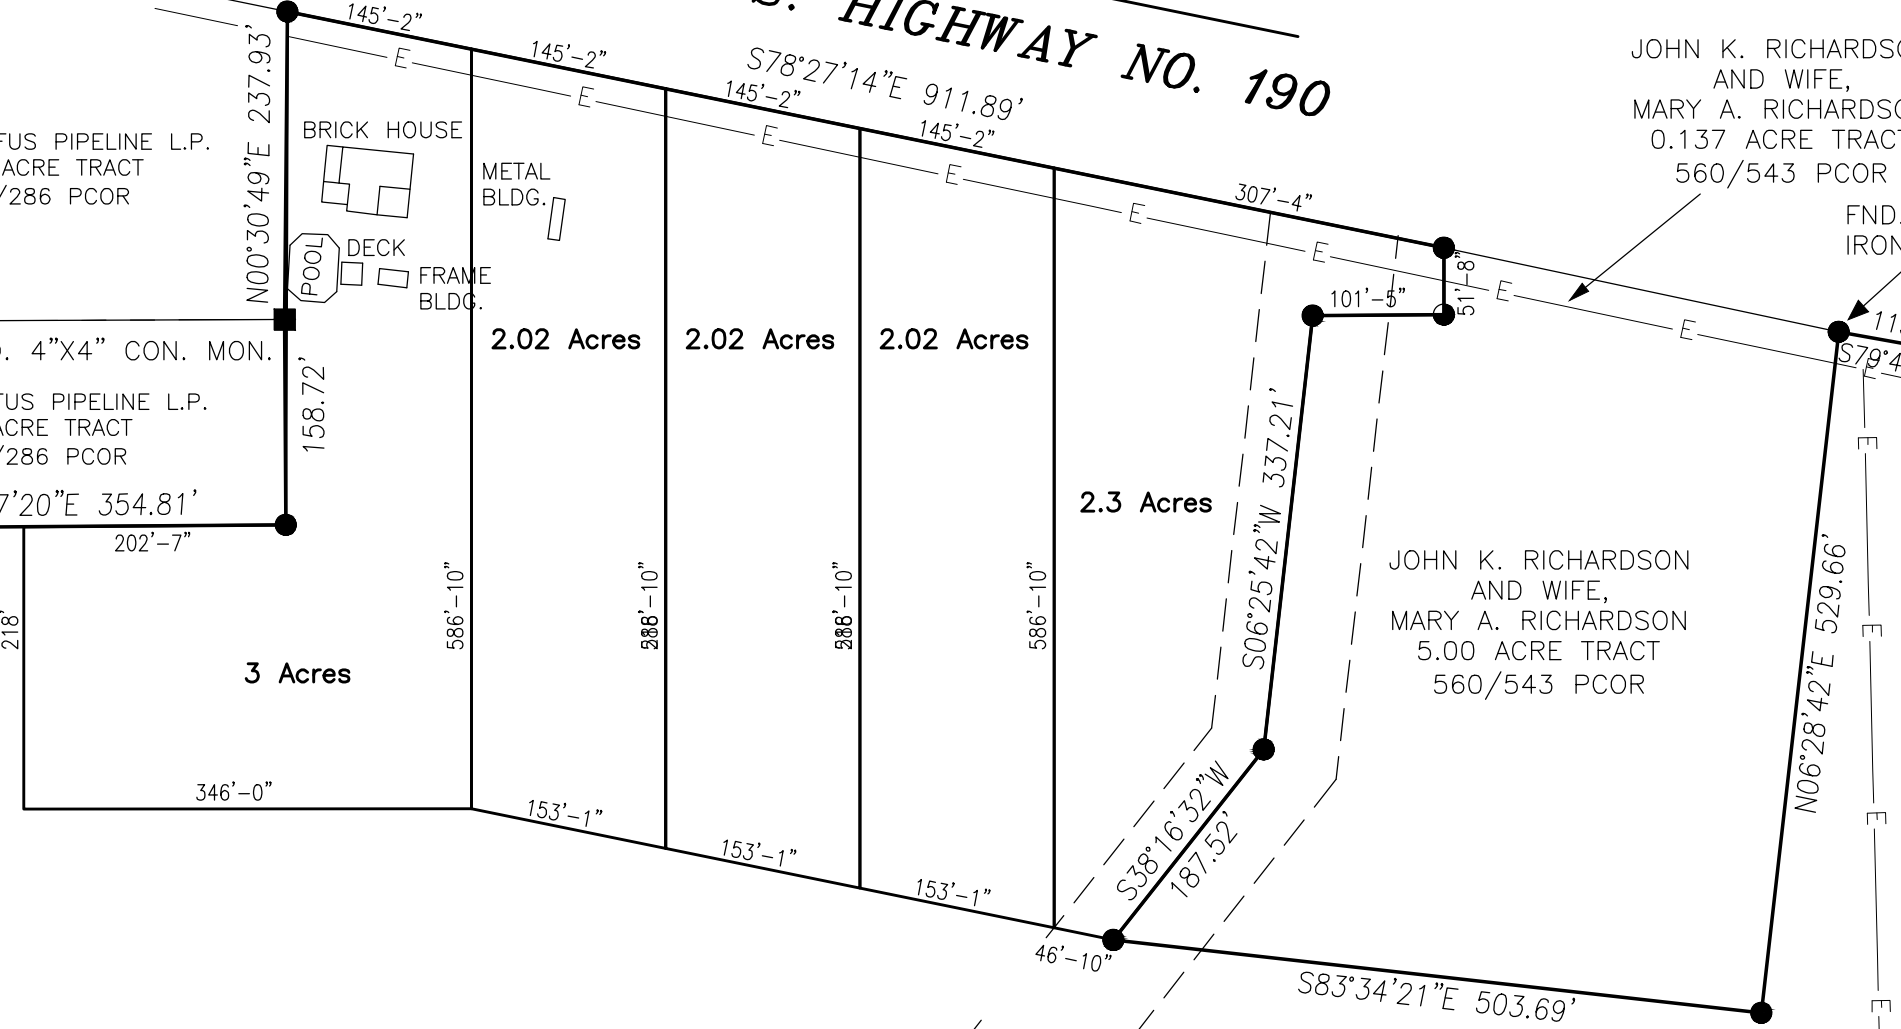 HIGHWAY NO. 190
S78°27'14"E 911.89'
145'-2"
145'-2"
145'-2"
145'-2"
307'-4"
E
E
E
E
E
E
E
E
E
N00°30'49"E 237.93'
BRICK HOUSE
METAL
BLDG.
POOL
DECK
FRAME
BLDG.
PIPELINE L.P.
ACRE TRACT
/286 PCOR
4"X4" CON. MON.
PIPELINE L.P.
ACRE TRACT
/286 PCOR
158.72'
7'20"E 354.81'
202'-7"
218'
3 Acres
346'-0"
2.02 Acres
2.02 Acres
2.02 Acres
2.3 Acres
586'-10"
586'-10"
153'-1"
153'-1"
153'-1"
46'-10"
101'-5"
51'-8"
S06°25'42"W 337.21'
S38°16'32"W
187.52'
S83°34'21"E 503.69'
N06°28'42"E 529.66'
JOHN K. RICHARDSON
AND WIFE,
MARY A. RICHARDSON
5.00 ACRE TRACT
560/543 PCOR
JOHN K. RICHARDSO
AND WIFE,
MARY A. RICHARDSO
0.137 ACRE TRACT
560/543 PCOR
FND.
IRON
S79°4
E
E
E
E